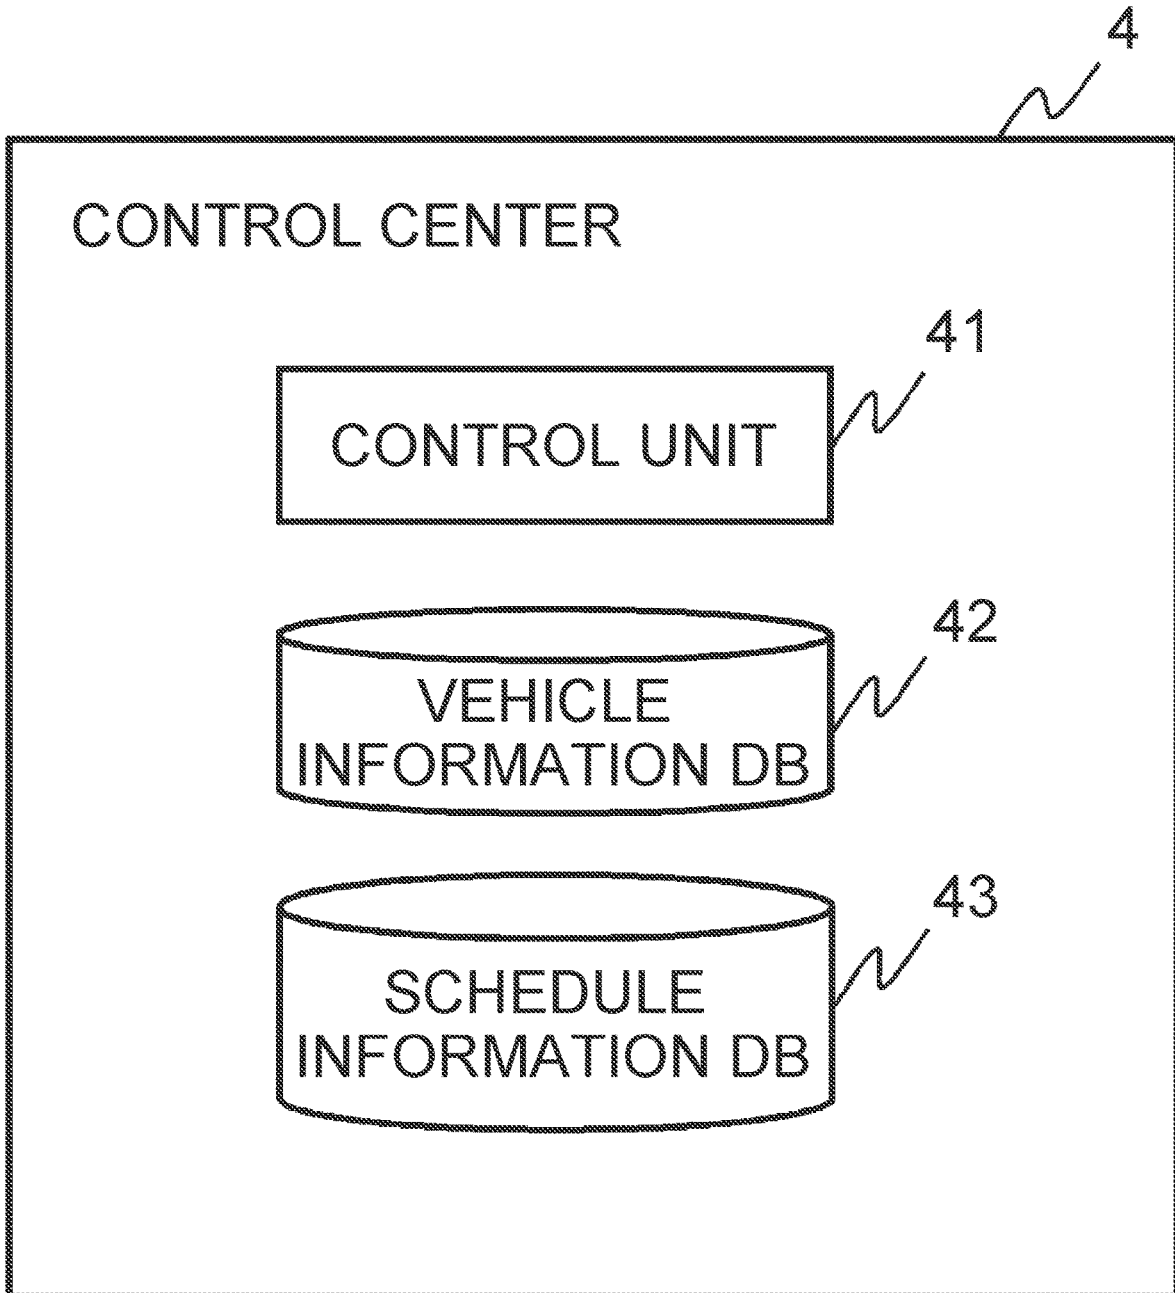 4
CONTROL CENTER
41
CONTROL UNIT
42
VEHICLE
INFORMATION DB
43
SCHEDULE
INFORMATION DB